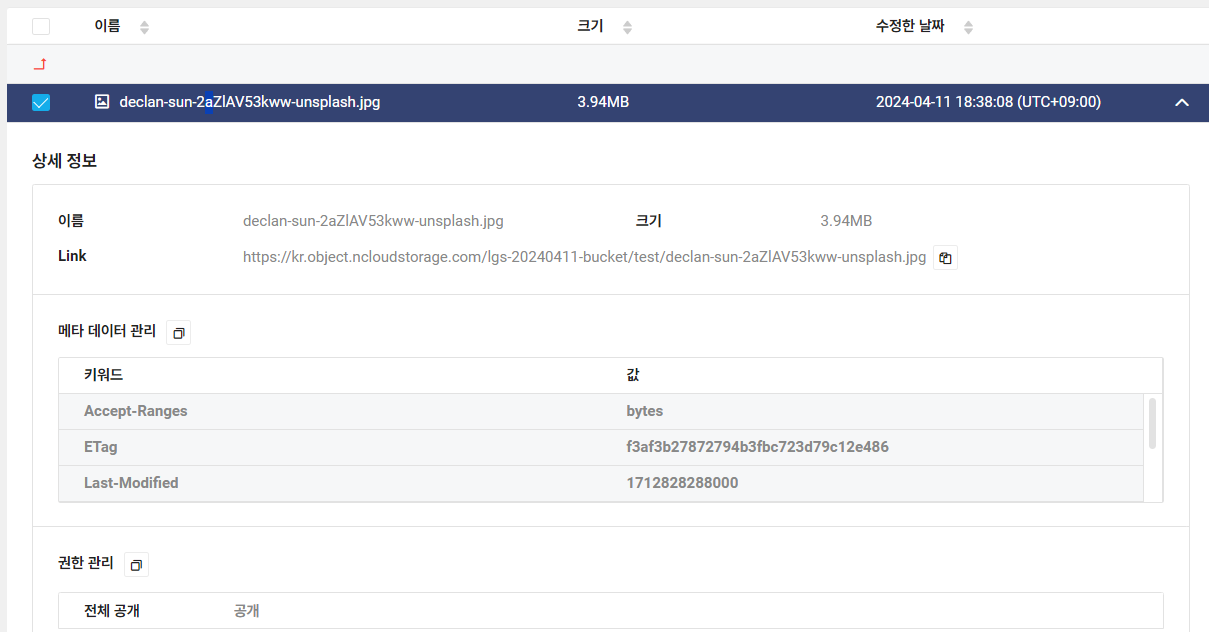 이름 크기 수정한 날짜
declan-sun-2aZlAV53kww-unsplash.jpg 3.94MB 2024-04-11 18:38:08 (UTC+09:00)
상세 정보
이름 declan-sun-2aZlAV53kww-unsplash.jpg 크기 3.94MB
Link https://kr.object.ncloudstorage.com/lgs-20240411-bucket/test/declan-sun-2aZlAV53kww-unsplash.jpg
메타 데이터 관리
키워드 값
Accept-Ranges bytes
ETag f3af3b27872794b3fbc723d79c12e486
Last-Modified 1712828288000
권한 관리
전체 공개 공개